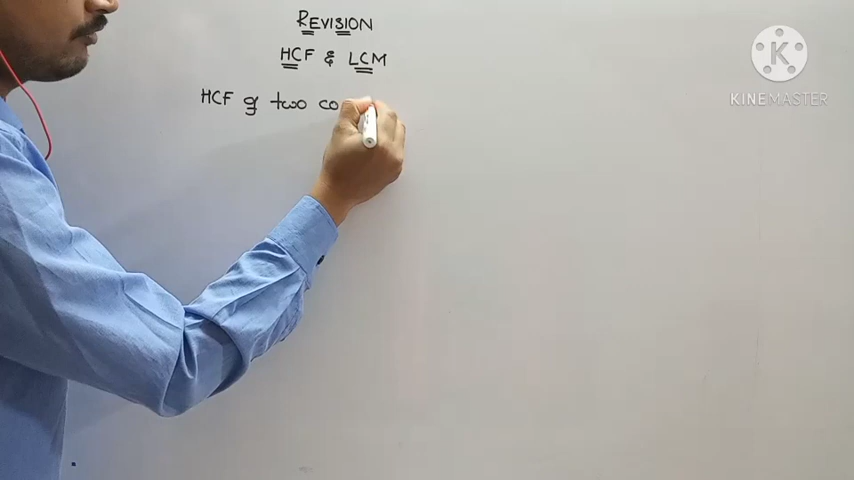 REVISION
HCF & LCM
HCF of two co
KINEMASTER